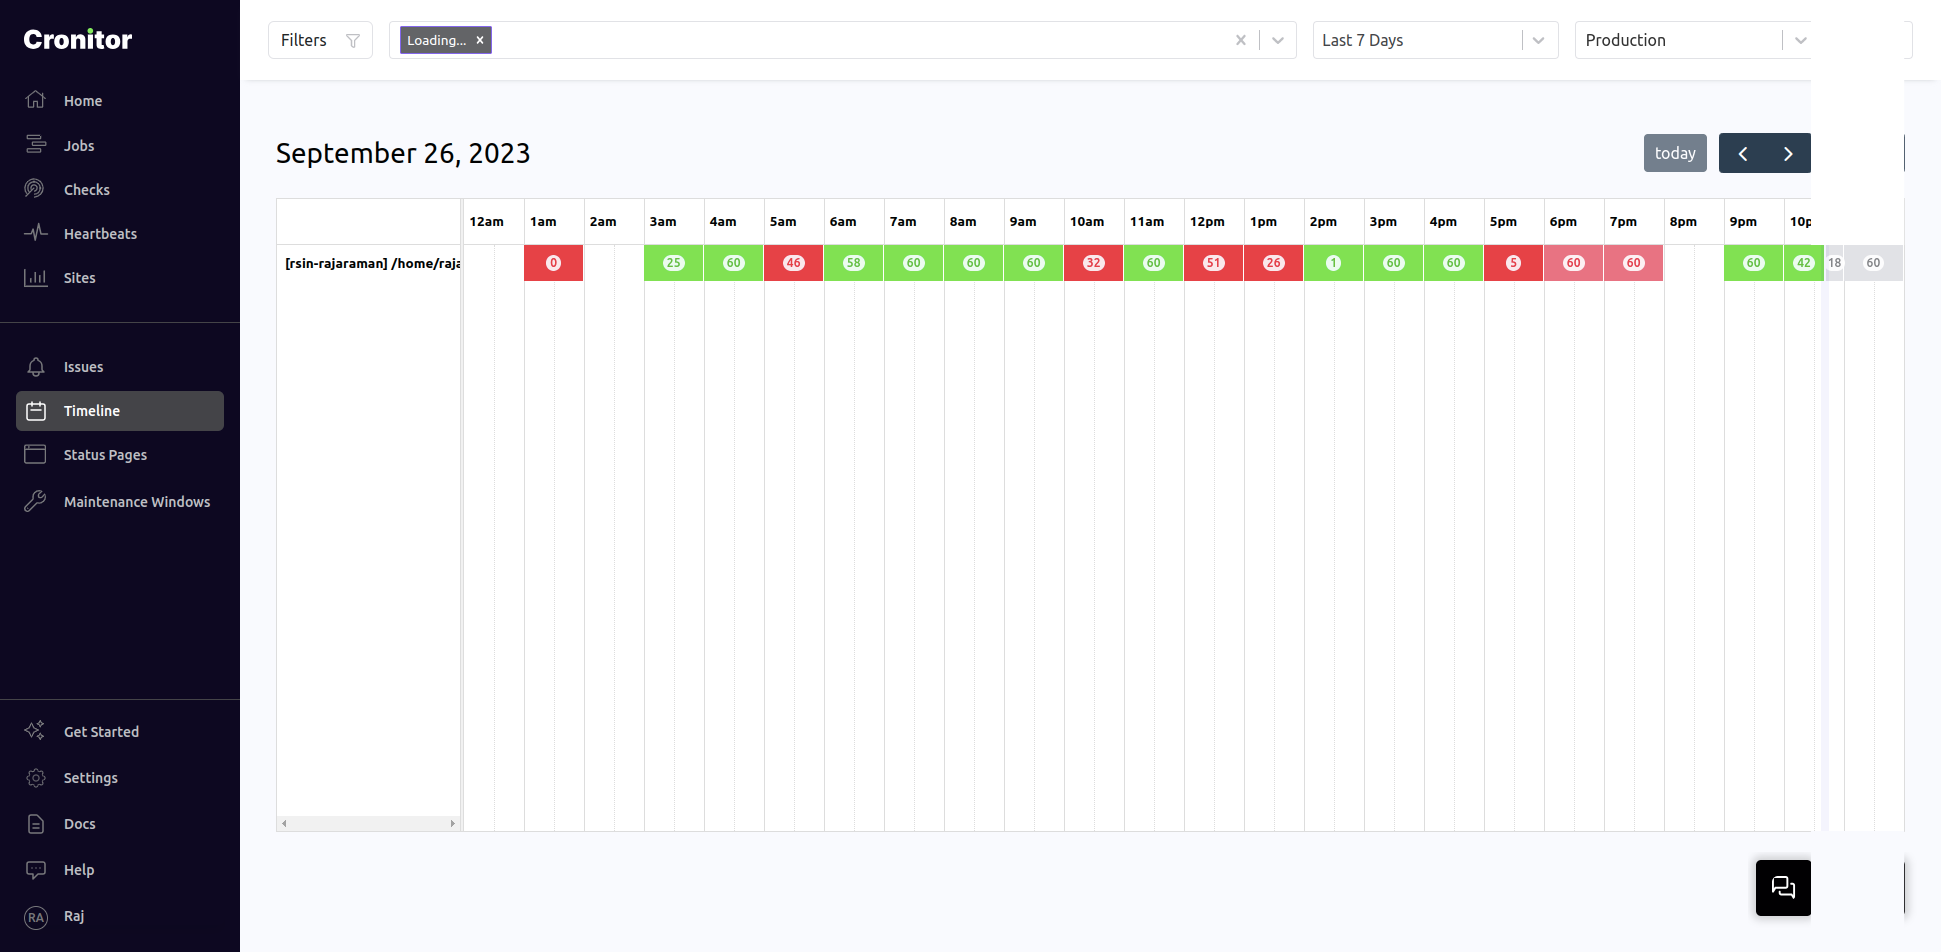 Cronitor
Home
Jobs
Checks
Heartbeats
Sites
Issues
Timeline
Status Pages
Maintenance Windows
Get Started
Settings
Docs
Help
RA Raj
Filters Loading... × Last 7 Days Production
September 26, 2023 today
12am 1am 2am 3am 4am 5am 6am 7am 8am 9am 10am 11am 12pm 1pm 2pm 3pm 4pm 5pm 6pm 7pm 8pm 9pm 10p
[rsin-rajaraman] /home/raja 0 25 60 46 58 60 60 60 32 60 51 26 1 60 60 5 60 60 60 42 18 60